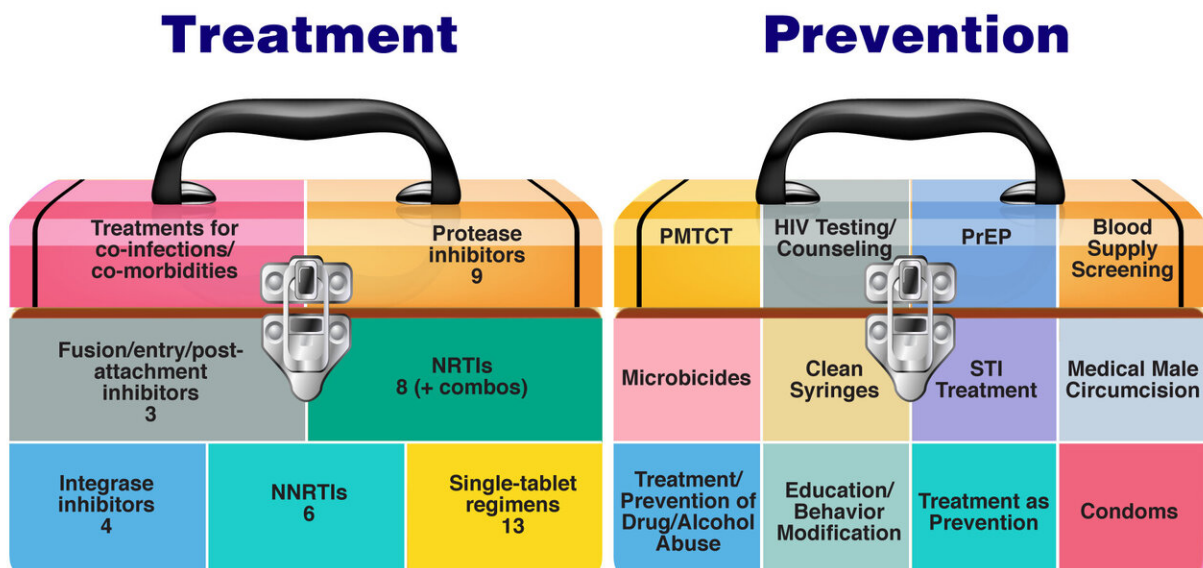 Treatment
Prevention
Treatments for
co-infections/
co-morbidities
Protease
inhibitors
9
Fusion/entry/post-
attachment
inhibitors
3
NRTIs
8 (+ combos)
Integrase
inhibitors
4
NNRTIs
6
Single-tablet
regimens
13
PMTCT
HIV Testing/
Counseling
PrEP
Blood
Supply
Screening
Microbicides
Clean
Syringes
STI
Treatment
Medical Male
Circumcision
Treatment/
Prevention of
Drug/Alcohol
Abuse
Education/
Behavior
Modification
Treatment as
Prevention
Condoms